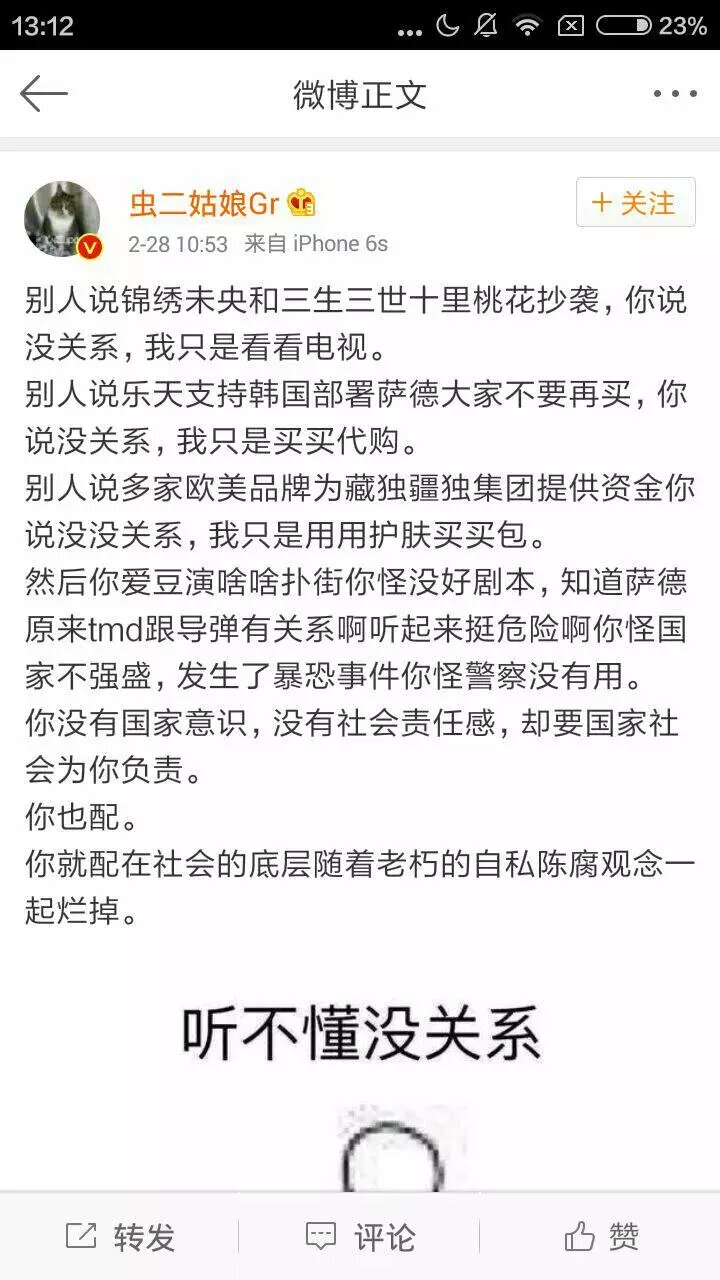 13:12
23%
微博正文
虫二姑娘Gr
+ 关注
2-28 10:53 来自 iPhone 6s
别人说锦绣未央和三生三世十里桃花抄袭，你说
没关系，我只是看看电视。
别人说乐天支持韩国部署萨德大家不要再买，你
说没关系，我只是买买代购。
别人说多家欧美品牌为藏独疆独集团提供资金你
说没没关系，我只是用用护肤买买包。
然后你爱豆演啥啥扑街你怪没好剧本，知道萨德
原来tmd跟导弹有关系啊听起来挺危险啊你怪国
家不强盛，发生了暴恐事件你怪警察没有用。
你没有国家意识，没有社会责任感，却要国家社
会为你负责。
你也配。
你就配在社会的底层随着老朽的自私陈腐观念一
起烂掉。
听不懂没关系
转发 评论 赞